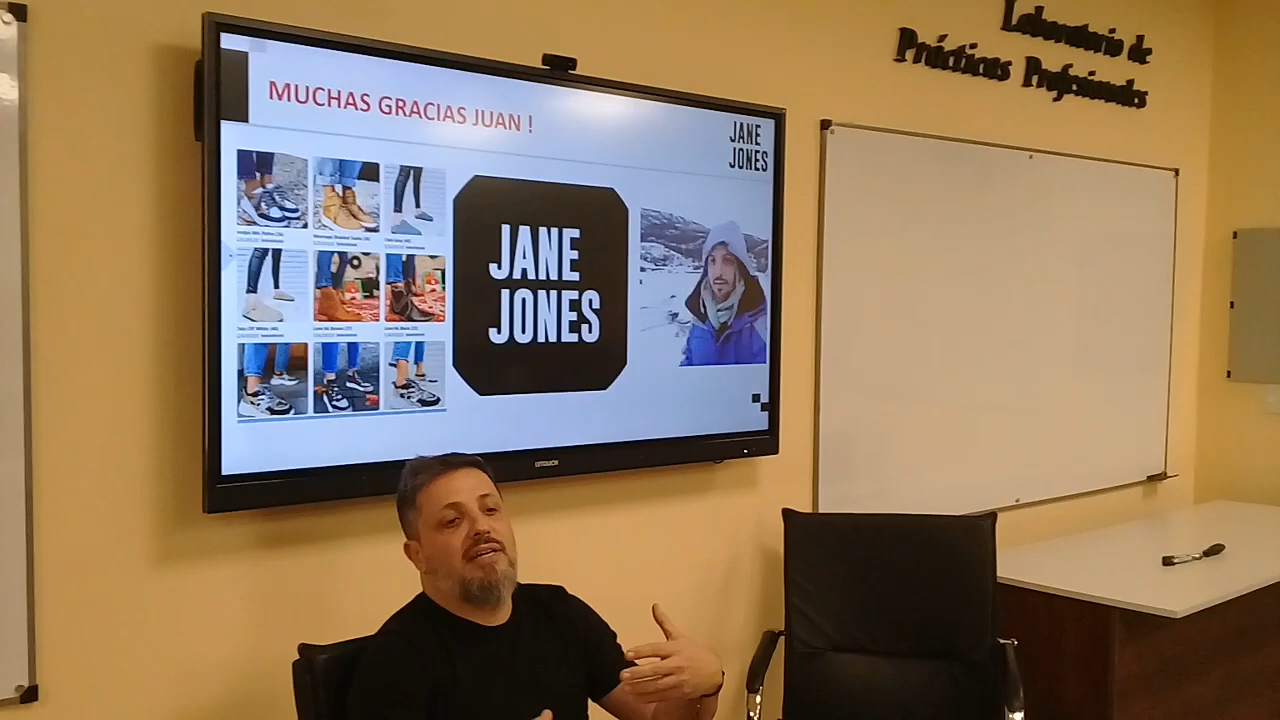 Laboratorio de
Prácticas Profesionales
MUCHAS GRACIAS JUAN !
JANE
JONES
JANE
JONES